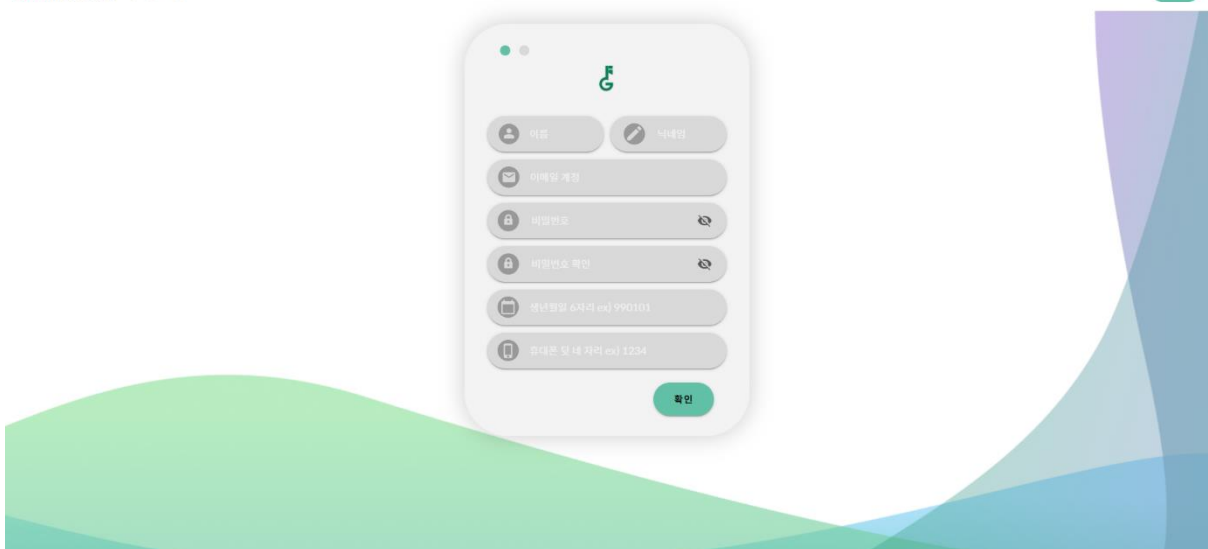 이름 닉네임
이메일 계정
비밀번호
비밀번호 확인
생년월일 6자리 ex) 990101
휴대폰 뒷 네 자리 ex) 1234
확인